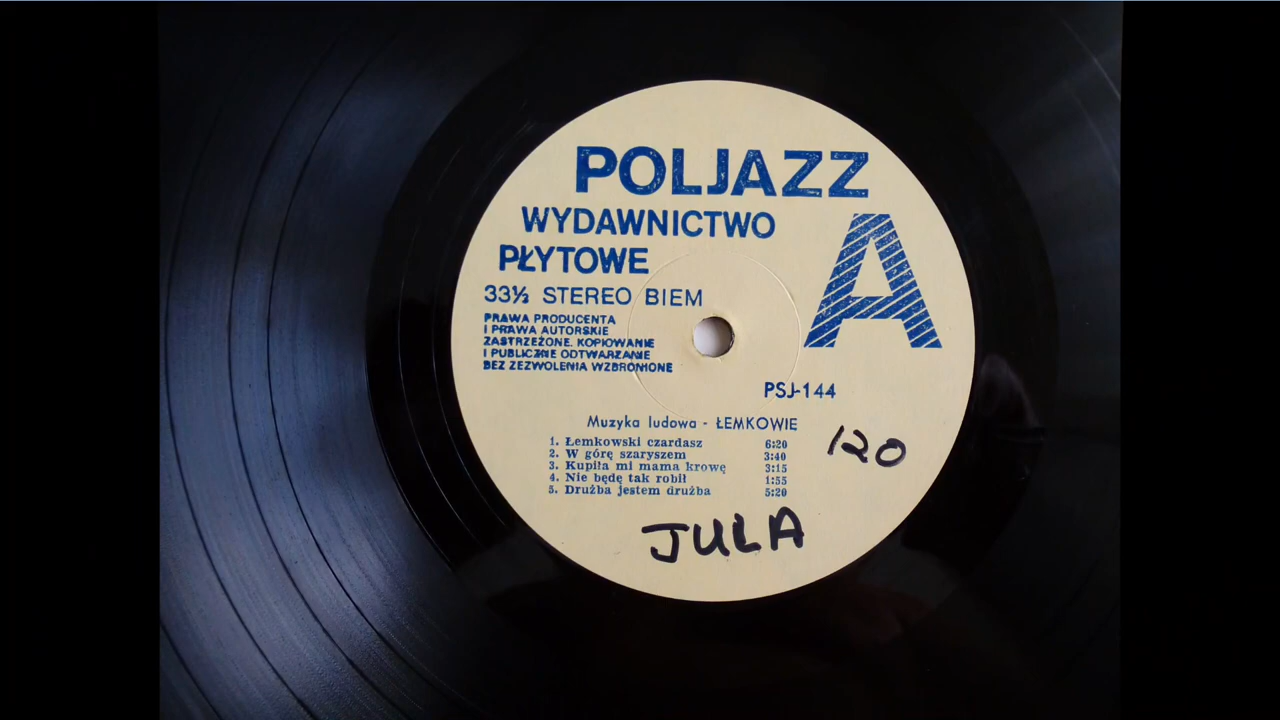 POLJAZZ
WYDAWNICTWO
PŁYTOWE
A
33⅓ STEREO BIEM
PRAWA PRODUCENTA
I PRAWA AUTORSKIE
ZASTRZEŻONE. KOPIOWANIE
I PUBLICZNE ODTWARZANIE
BEZ ZEZWOLENIA WZBRONIONE
PSJ-144
Muzyka ludowa - ŁEMKOWIE
1. Łemkowski czardasz 6:20
2. W górę szaryszem 3:40
3. Kupiła mi mama krowę 3:15
4. Nie będę tak robił 1:55
5. Drużba jestem drużba 5:20
120
JULA